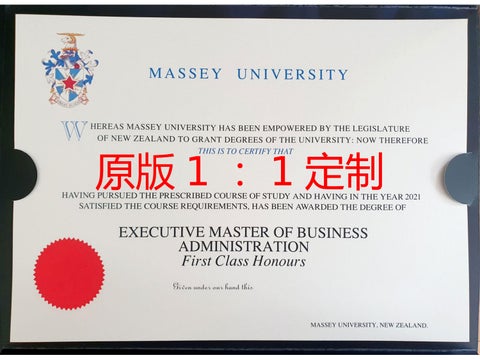 MASSEY UNIVERSITY
WHEREAS MASSEY UNIVERSITY HAS BEEN EMPOWERED BY THE LEGISLATURE
OF NEW ZEALAND TO GRANT DEGREES OF THE UNIVERSITY: NOW THEREFORE
THIS IS TO CERTIFY THAT
原版1：1定制
HAVING PURSUED THE PRESCRIBED COURSE OF STUDY AND HAVING IN THE YEAR 2021
SATISFIED THE COURSE REQUIREMENTS, HAS BEEN AWARDED THE DEGREE OF
EXECUTIVE MASTER OF BUSINESS
ADMINISTRATION
First Class Honours
Given under our hand this
MASSEY UNIVERSITY, NEW ZEALAND.